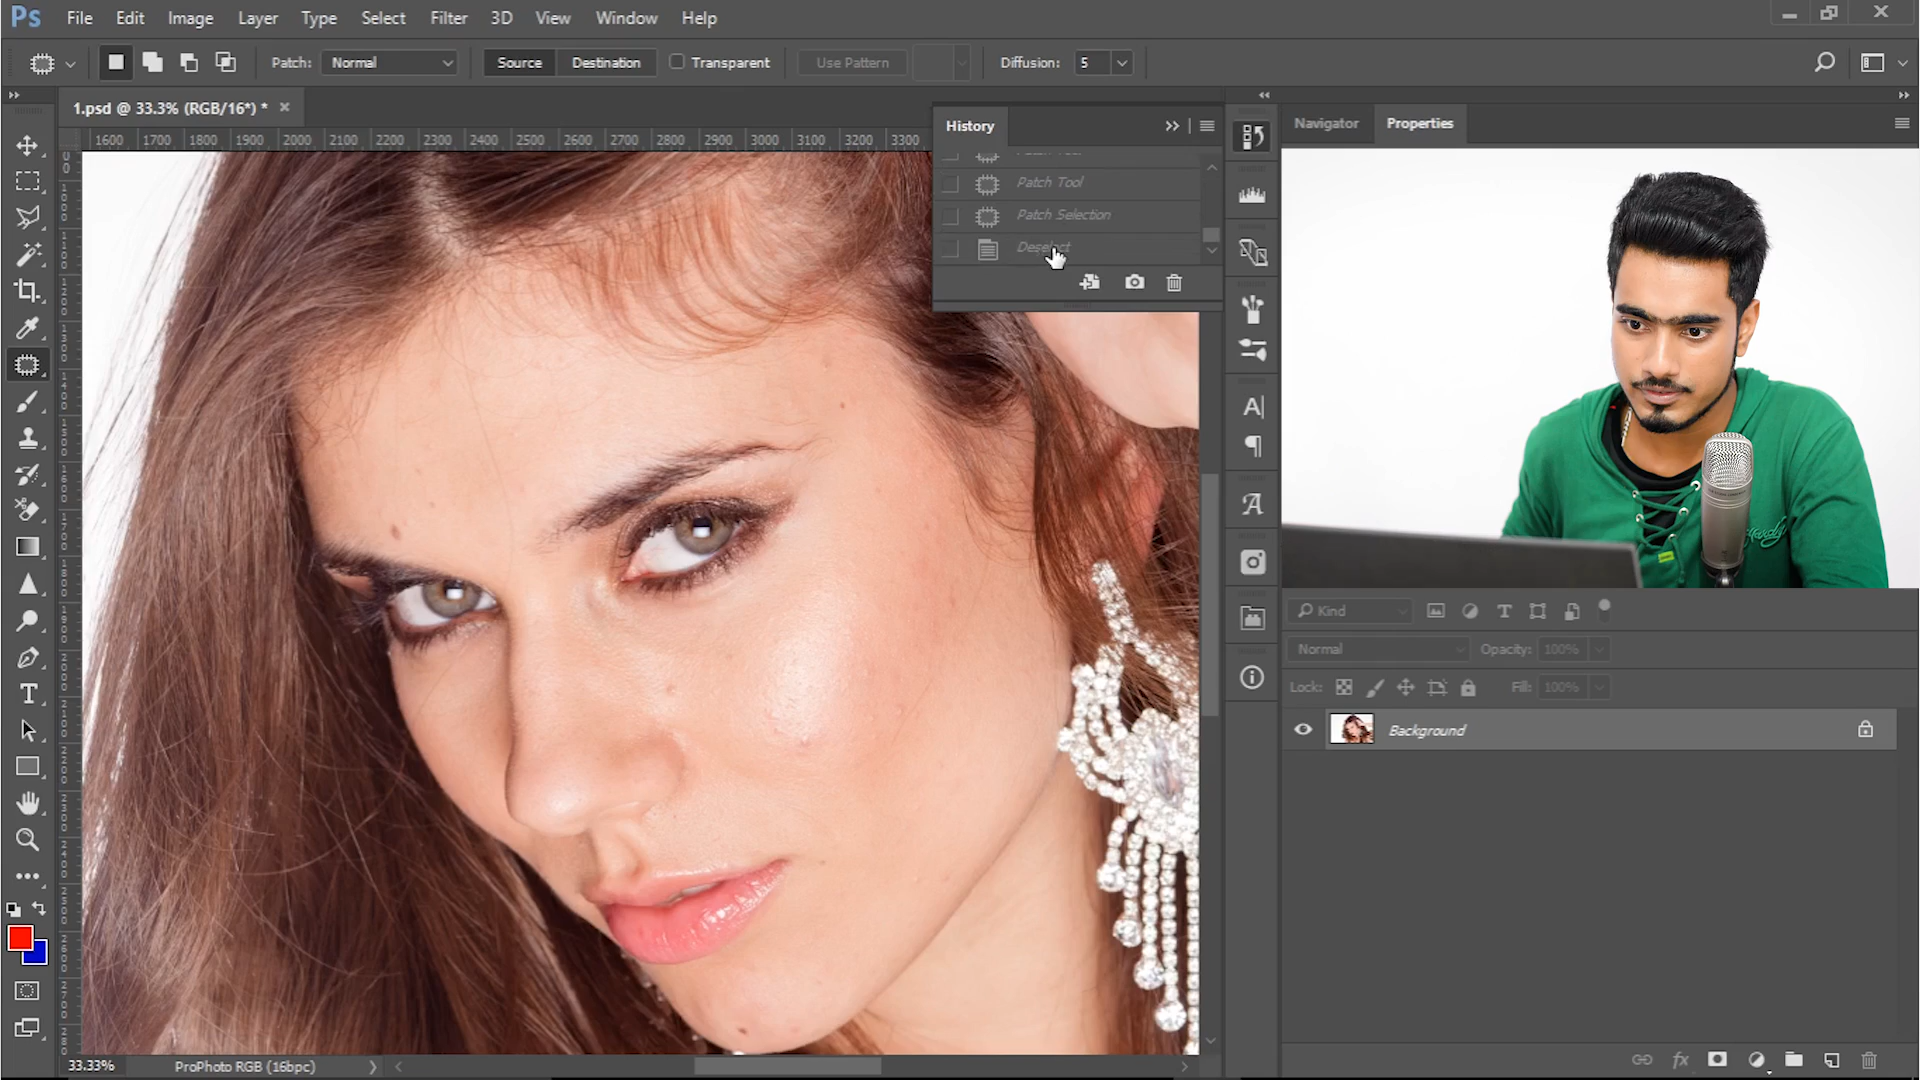 Ps File Edit Image Layer Type Select Filter 3D View Window Help
Patch: Normal Source Destination Transparent Use Pattern Diffusion: 5
1.psd @ 33.3% (RGB/16*) *
1600 1700 1800 1900 2000 2100 2200 2300 2400 2500 2600 2700 2800 2900 3000 3100 3200 3300
History
Patch Tool
Patch Selection
Deselect
Navigator Properties
Kind
Normal Opacity: 100%
Lock: Fill: 100%
Background
33.33% ProPhoto RGB (16bpc)